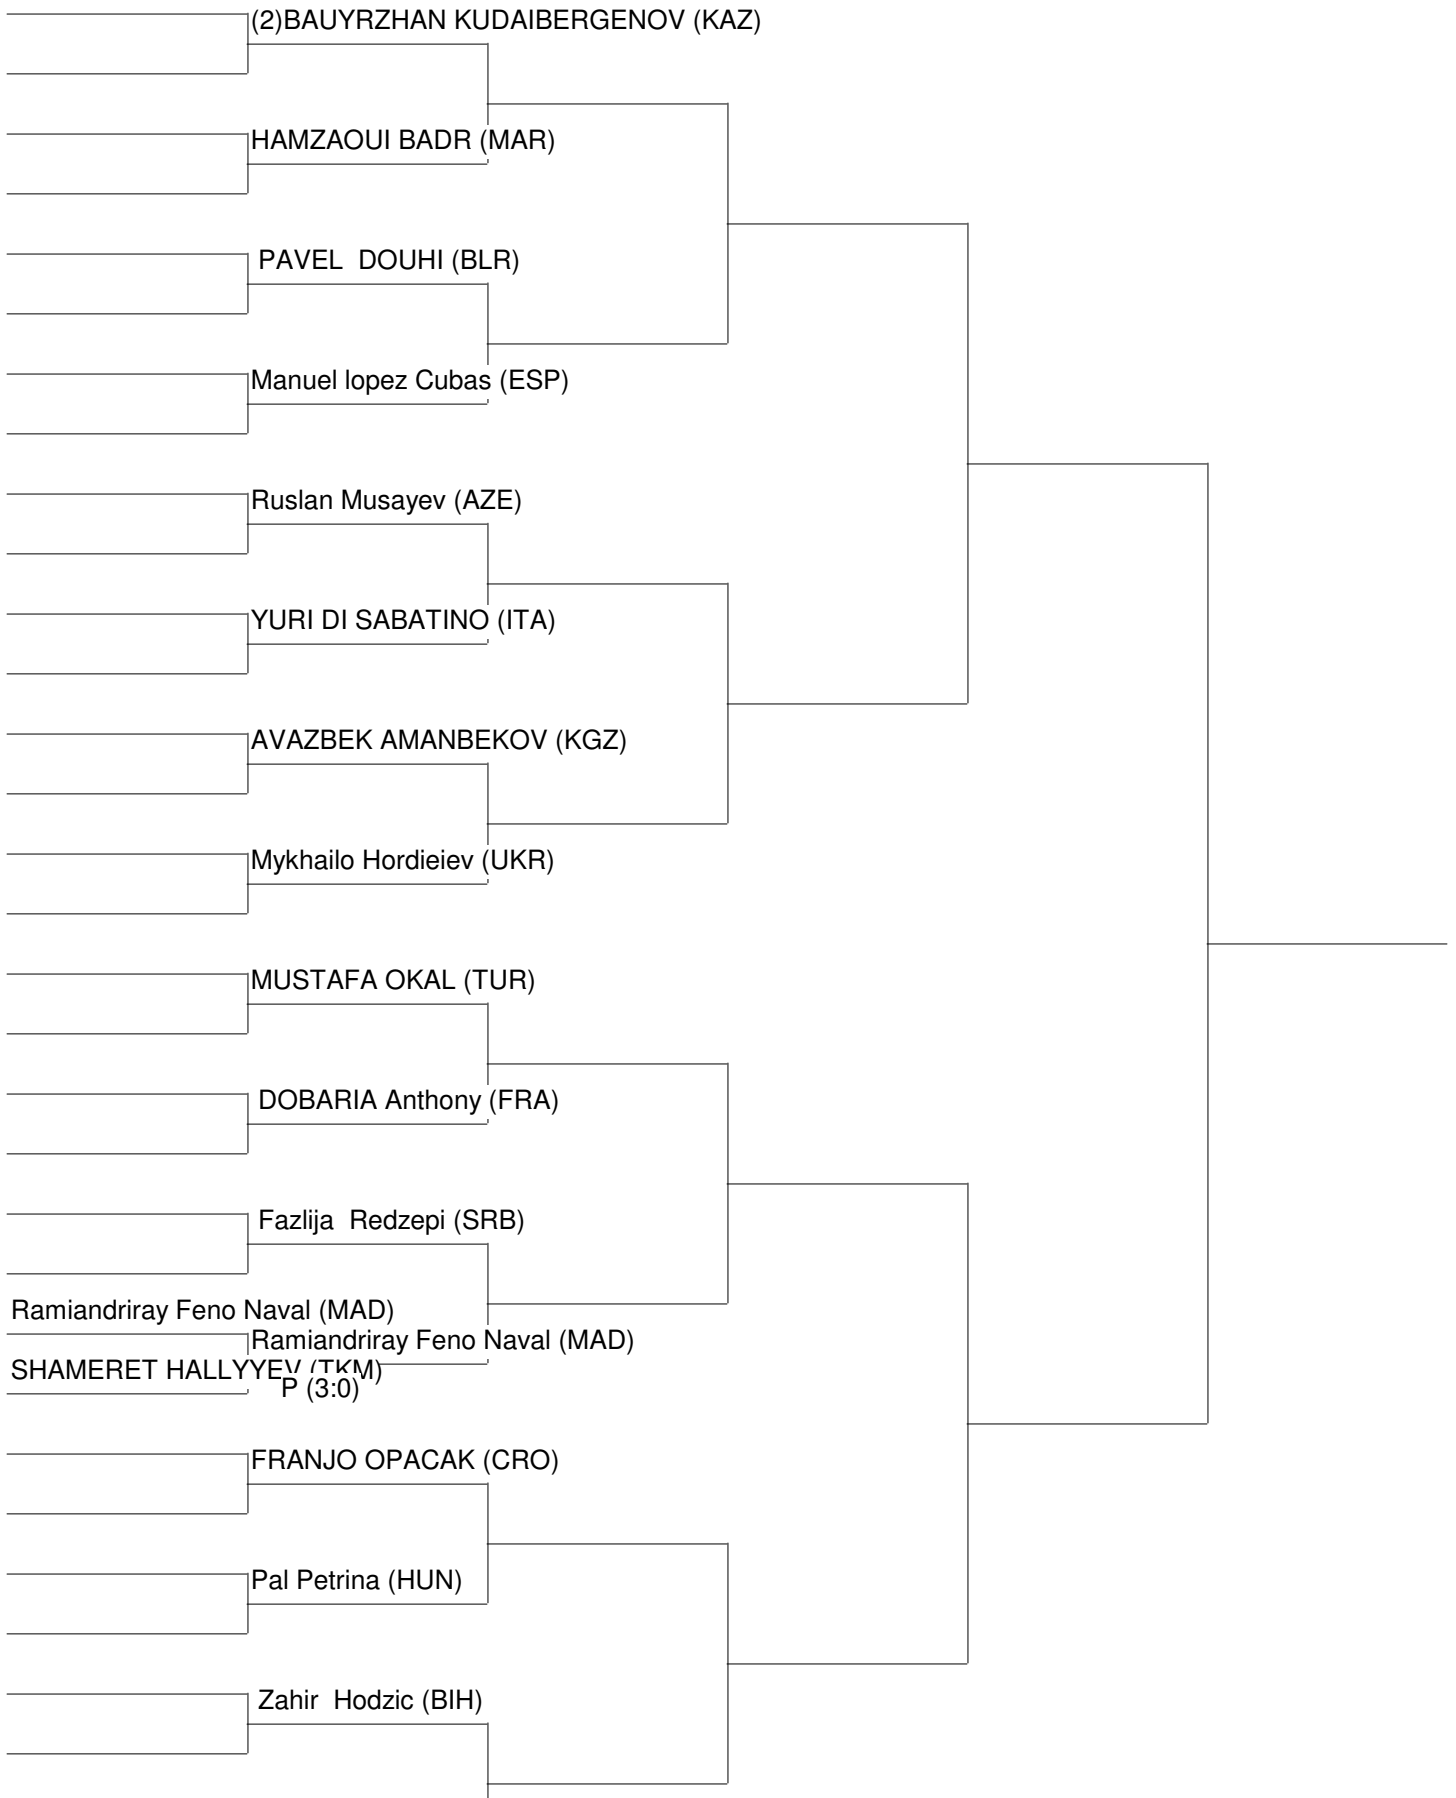 (2)BAUYRZHAN KUDAIBERGENOV (KAZ)
HAMZAOUI BADR (MAR)
PAVEL  DOUHI (BLR)
Manuel lopez Cubas (ESP)
Ruslan Musayev (AZE)
YURI DI SABATINO (ITA)
AVAZBEK AMANBEKOV (KGZ)
Mykhailo Hordieiev (UKR)
MUSTAFA OKAL (TUR)
DOBARIA Anthony (FRA)
Fazlija  Redzepi (SRB)
Ramiandriray Feno Naval (MAD)
Ramiandriray Feno Naval (MAD)
SHAMERET HALLYYEV (TKM)
P (3:0)
FRANJO OPACAK (CRO)
Pal Petrina (HUN)
Zahir  Hodzic (BIH)